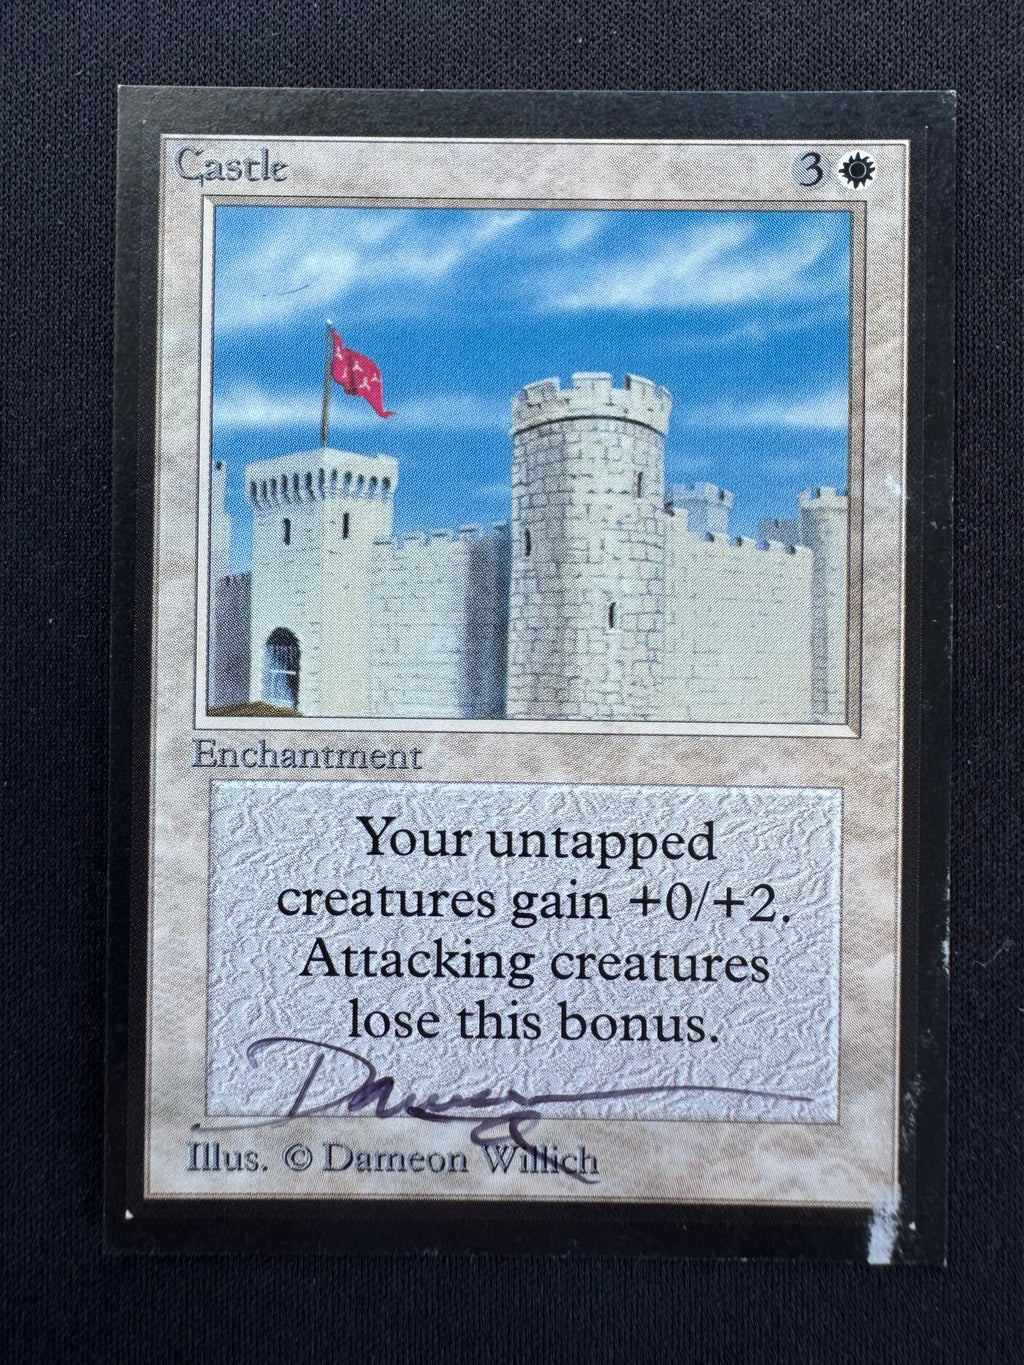 Castle 3
Enchantment
Your untapped
creatures gain +0/+2.
Attacking creatures
lose this bonus.
Illus. © Dameon Willich